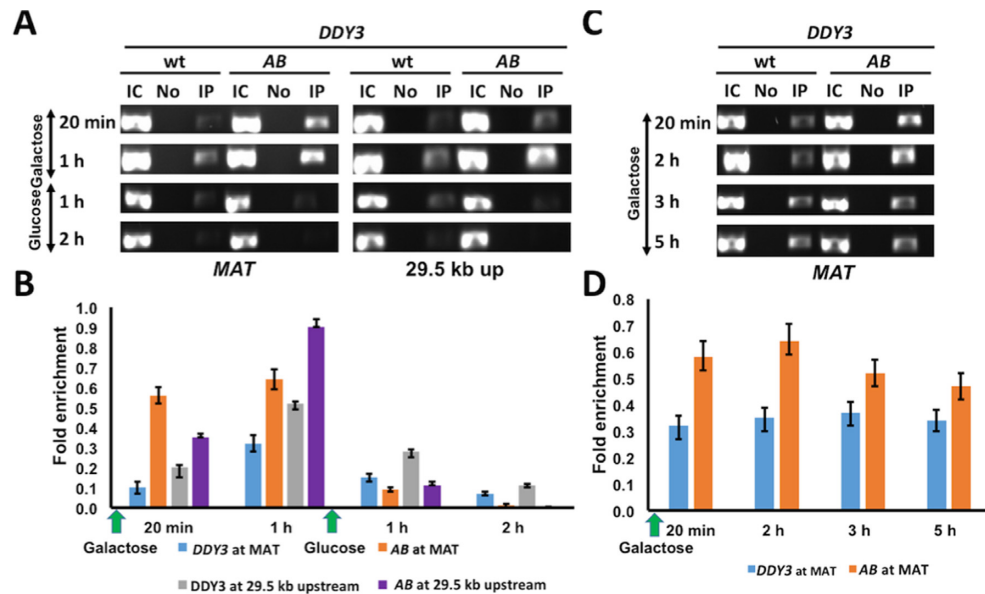 A
DDY3
wt AB wt AB
IC No IP IC No IP IC No IP IC No IP
20 min
1 h
1 h
2 h
Galactose
Glucose
MAT 29.5 kb up
C
DDY3
wt AB
IC No IP IC No IP
20 min
2 h
3 h
5 h
Galactose
MAT
B
Fold enrichment
1.0
0.9
0.8
0.7
0.6
0.5
0.4
0.3
0.2
0.1
0.0
20 min 1 h 1 h 2 h
Galactose Glucose
DDY3 at MAT AB at MAT
DDY3 at 29.5 kb upstream AB at 29.5 kb upstream
D
Fold enrichment
0.8
0.7
0.6
0.5
0.4
0.3
0.2
0.1
0.0
20 min 2 h 3 h 5 h
Galactose
DDY3 at MAT AB at MAT